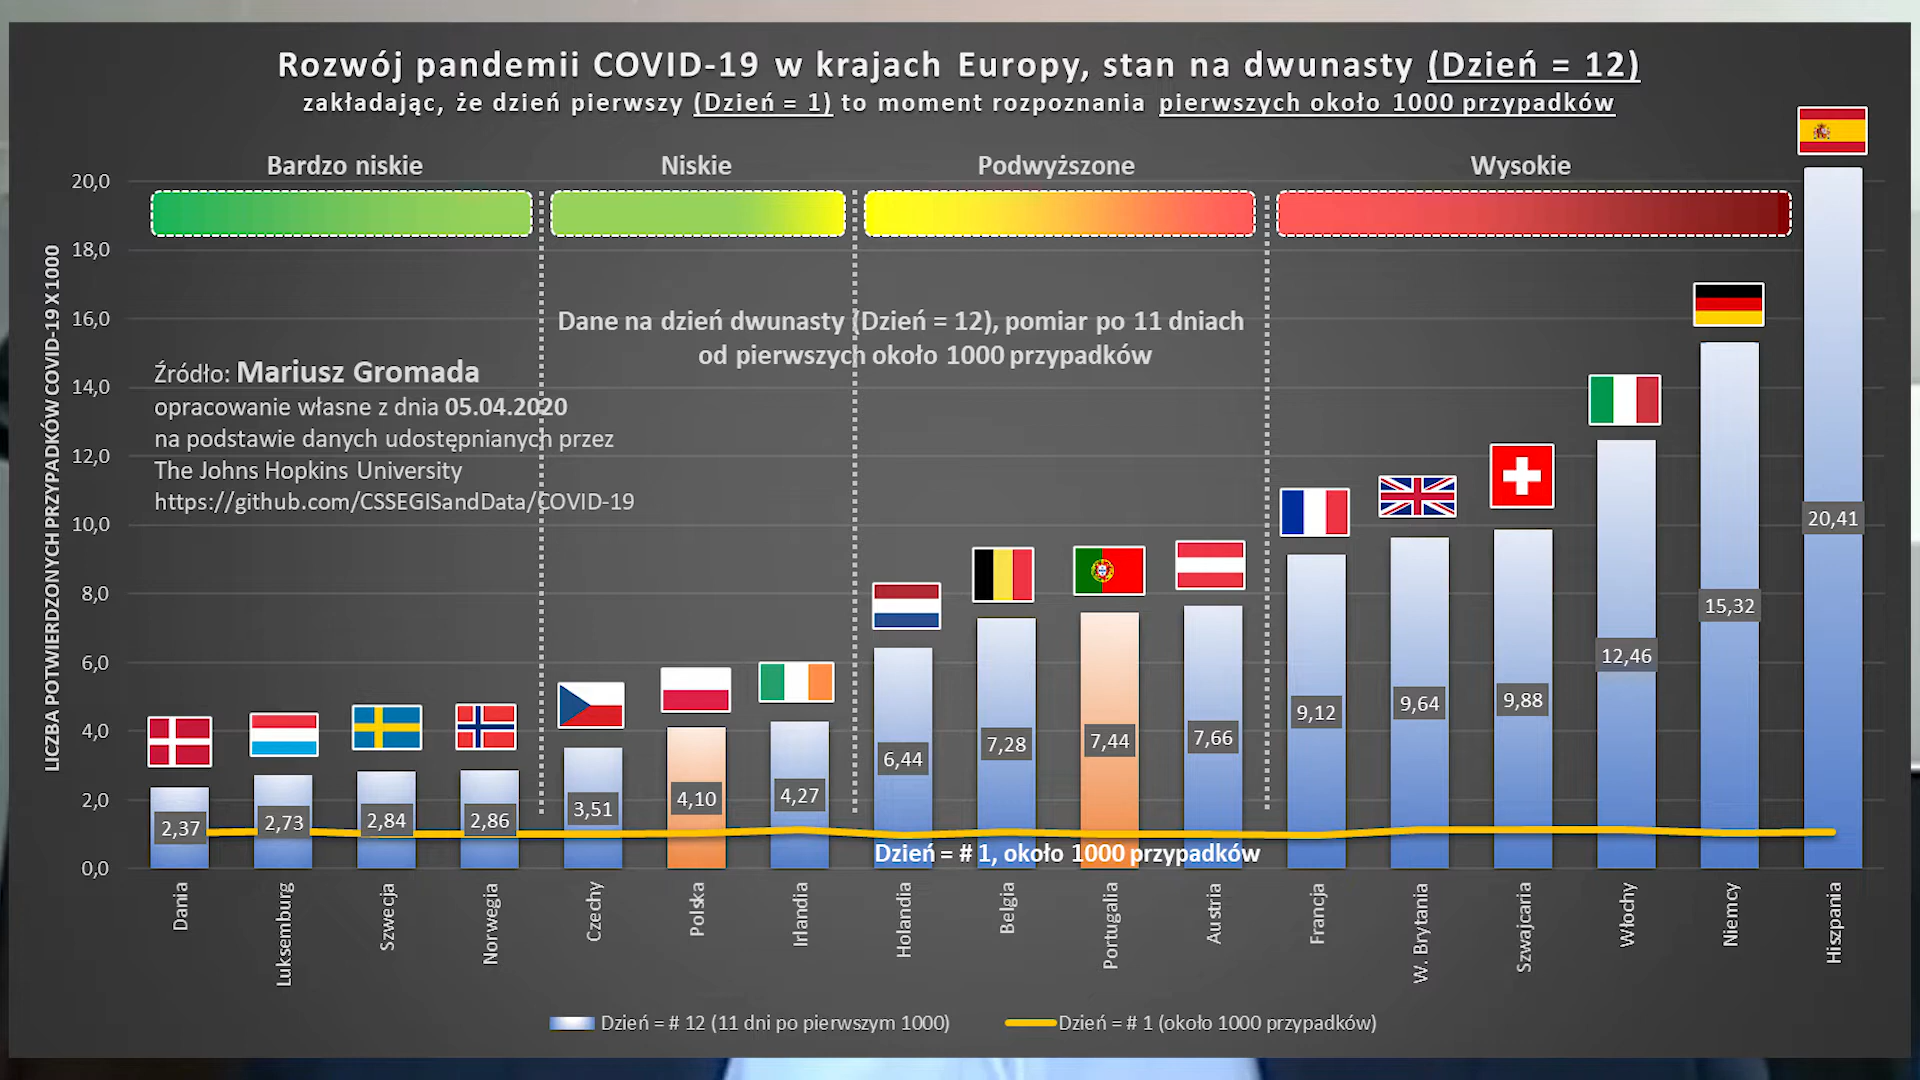 Rozwój pandemii COVID-19 w krajach Europy, stan na dwunasty (Dzień = 12)
zakładając, że dzień pierwszy (Dzień = 1) to moment rozpoznania pierwszych około 1000 przypadków
Bardzo niskie
Niskie
Podwyższone
Wysokie
LICZBA POTWIERDZONYCH PRZYPADKÓW COVID-19 X 1000
20,0
18,0
16,0
14,0
12,0
10,0
8,0
6,0
4,0
2,0
0,0
Dane na dzień dwunasty (Dzień = 12), pomiar po 11 dniach
od pierwszych około 1000 przypadków
Źródło: Mariusz Gromada
opracowanie własne z dnia 05.04.2020
na podstawie danych udostępnianych przez
The Johns Hopkins University
https://github.com/CSSEGISandData/COVID-19
2,37
2,73
2,84
2,86
3,51
4,10
4,27
6,44
7,28
7,44
7,66
9,12
9,64
9,88
12,46
15,32
20,41
Dzień = # 1, około 1000 przypadków
Dania
Luksemburg
Szwecja
Norwegia
Czechy
Polska
Irlandia
Holandia
Belgia
Portugalia
Austria
Francja
W. Brytania
Szwajcaria
Włochy
Niemcy
Hiszpania
Dzień = # 12 (11 dni po pierwszym 1000)
Dzień = # 1 (około 1000 przypadków)